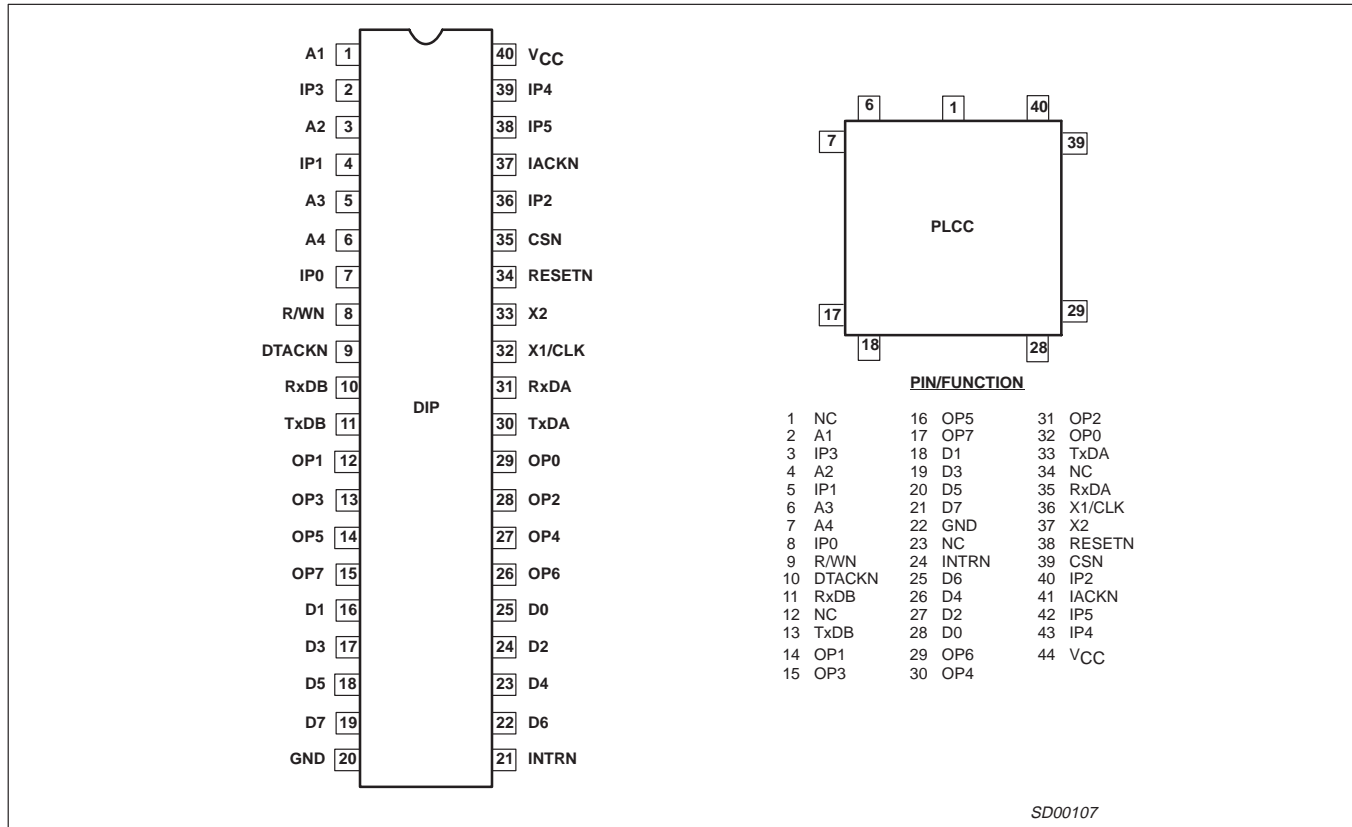 A1 1
IP3 2
A2 3
IP1 4
A3 5
A4 6
IP0 7
R/WN 8
DTACKN 9
RxDB 10
TxDB 11
OP1 12
OP3 13
OP5 14
OP7 15
D1 16
D3 17
D5 18
D7 19
GND 20
DIP
40 VCC
39 IP4
38 IP5
37 IACKN
36 IP2
35 CSN
34 RESETN
33 X2
32 X1/CLK
31 RxDA
30 TxDA
29 OP0
28 OP2
27 OP4
26 OP6
25 D0
24 D2
23 D4
22 D6
21 INTRN
6 1 40
7 39
PLCC
17 29
18 28
PIN/FUNCTION
1 NC
2 A1
3 IP3
4 A2
5 IP1
6 A3
7 A4
8 IP0
9 R/WN
10 DTACKN
11 RxDB
12 NC
13 TxDB
14 OP1
15 OP3
16 OP5
17 OP7
18 D1
19 D3
20 D5
21 D7
22 GND
23 NC
24 INTRN
25 D6
26 D4
27 D2
28 D0
29 OP6
30 OP4
31 OP2
32 OP0
33 TxDA
34 NC
35 RxDA
36 X1/CLK
37 X2
38 RESETN
39 CSN
40 IP2
41 IACKN
42 IP5
43 IP4
44 VCC
SD00107